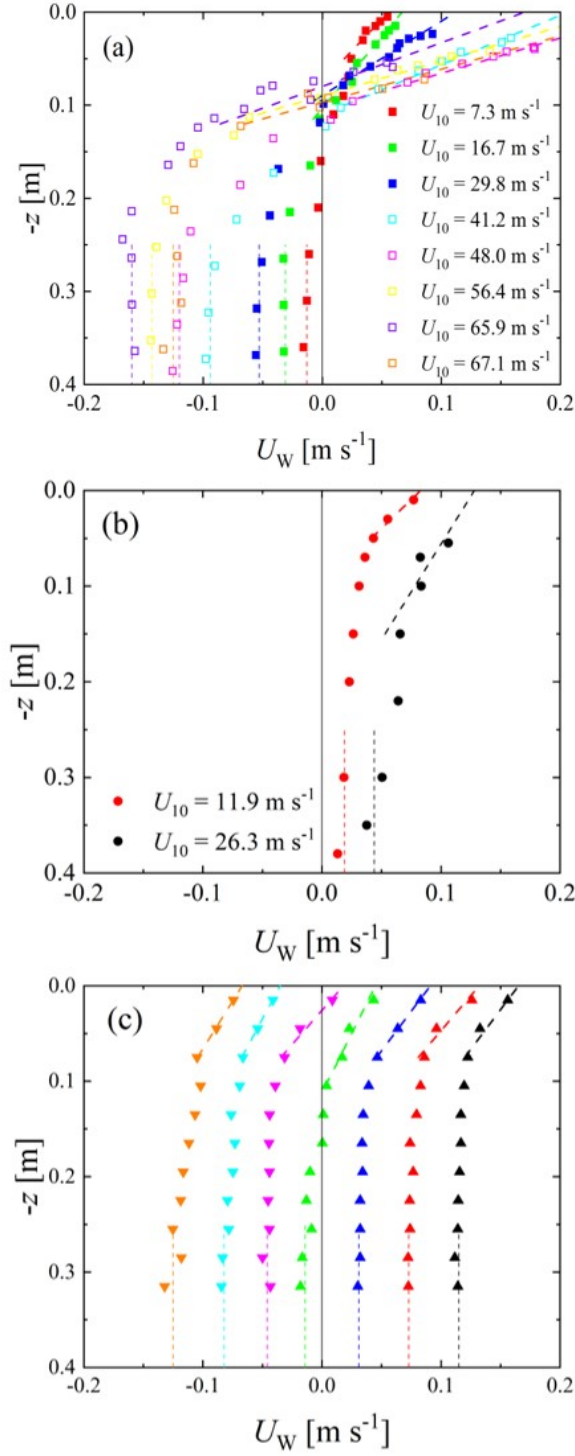 (a)
0.0
0.1
0.2
0.3
0.4
-z [m]
U10 = 7.3 m s-1
U10 = 16.7 m s-1
U10 = 29.8 m s-1
U10 = 41.2 m s-1
U10 = 48.0 m s-1
U10 = 56.4 m s-1
U10 = 65.9 m s-1
U10 = 67.1 m s-1
-0.2 -0.1 0.0 0.1 0.2
UW [m s-1]
(b)
0.0
0.1
0.2
0.3
0.4
-z [m]
U10 = 11.9 m s-1
U10 = 26.3 m s-1
-0.2 -0.1 0.0 0.1 0.2
UW [m s-1]
(c)
0.0
0.1
0.2
0.3
0.4
-z [m]
-0.2 -0.1 0.0 0.1 0.2
UW [m s-1]